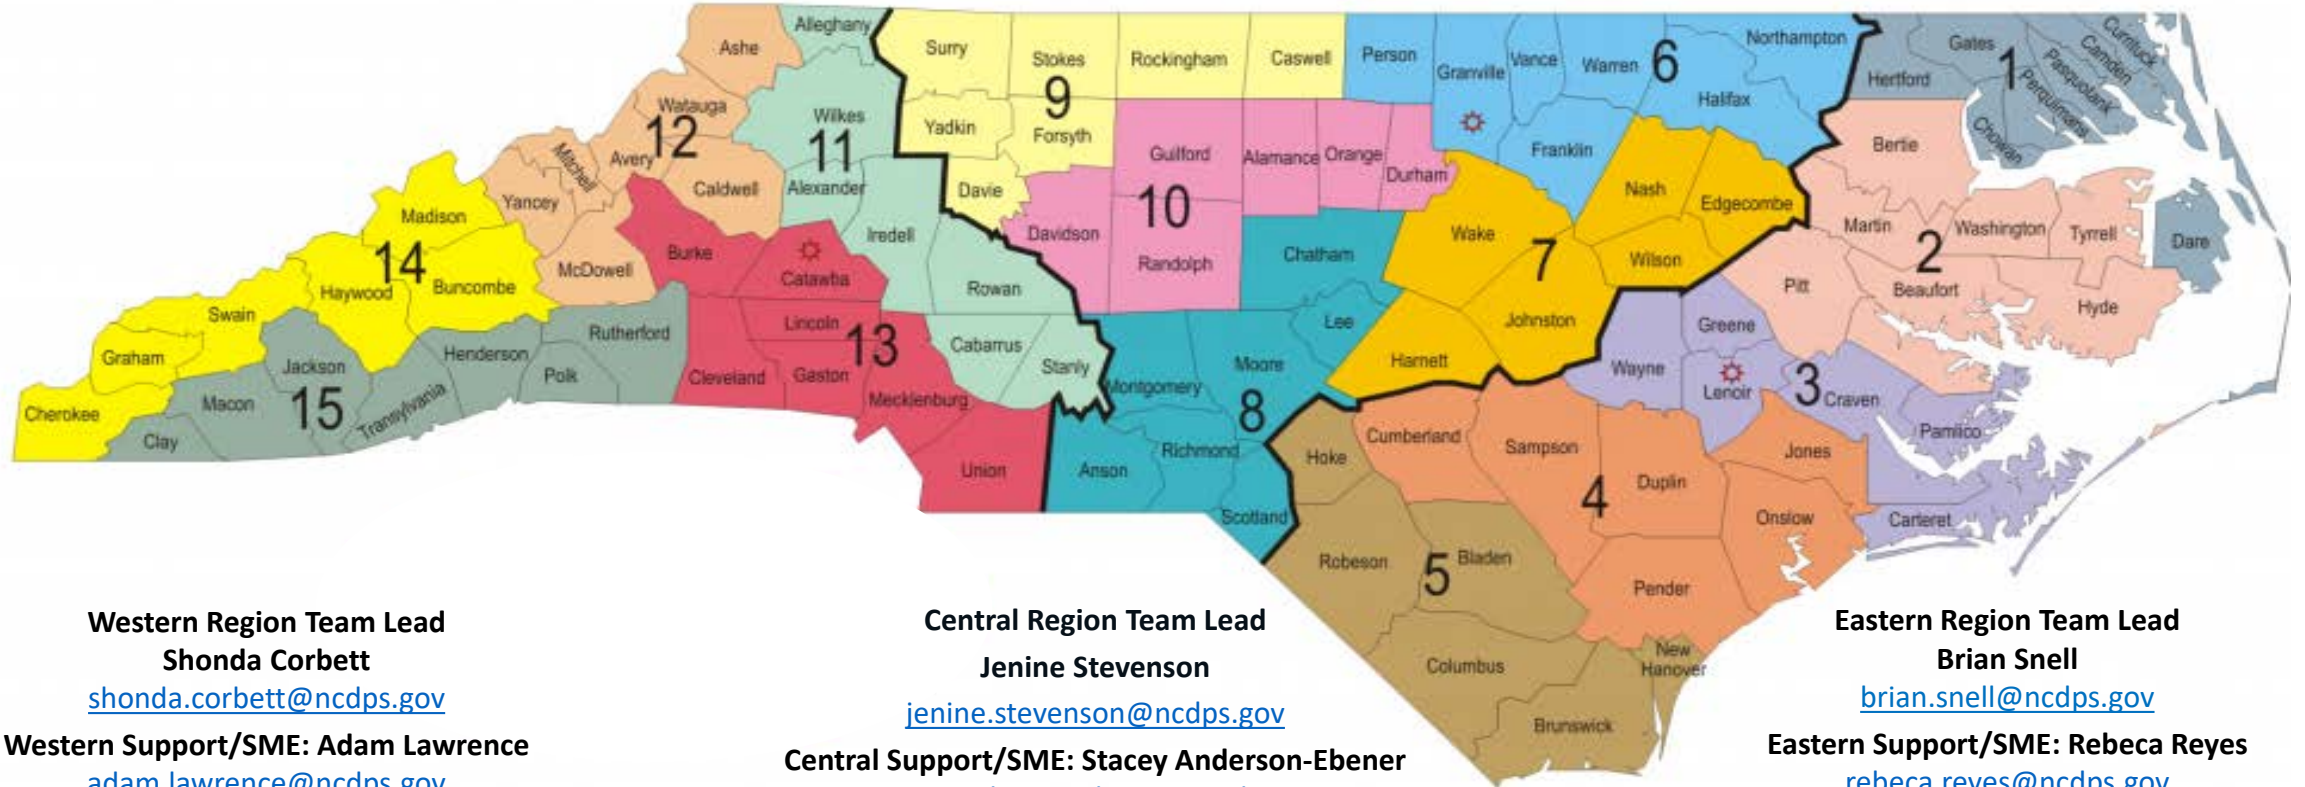 Alleghany
Ashe
Surry
Stokes
Rockingham
Caswell
Person
Granville
Vance
Warren
6
Northampton
Gates
1
Currituck
Camden
Pasquotank
Perquimans
Chowan
Hertford
Watauga
12
Wilkes
11
Yadkin
9
Forsyth
Halifax
Mitchell
Avery
Caldwell
Alexander
Davie
Guilford
Alamance
Orange
Durham
Franklin
Nash
Edgecombe
Bertie
Yancey
Madison
14
Burke
Catawba
Iredell
Davidson
10
Randolph
Chatham
Wake
7
Wilson
Martin
2
Washington
Tyrrell
Dare
McDowell
Buncombe
Haywood
Swain
Rowan
Pitt
Beaufort
Hyde
Graham
Jackson
Henderson
Rutherford
Polk
Lincoln
13
Gaston
Cleveland
Mecklenburg
Cabarrus
Stanly
Montgomery
Moore
Lee
8
Harnett
Johnston
Wayne
Greene
Lenoir
3
Craven
Pamlico
Cherokee
Macon
15
Clay
Transylvania
Union
Anson
Richmond
Scotland
Hoke
Cumberland
Sampson
4
Duplin
Jones
Onslow
Carteret
Robeson
5
Bladen
Pender
Columbus
New
Hanover
Brunswick
Western Region Team Lead
Shonda Corbett
shonda.corbett@ncdps.gov
Western Support/SME: Adam Lawrence
adam.lawrence@ncdps.gov
Central Region Team Lead
Jenine Stevenson
jenine.stevenson@ncdps.gov
Central Support/SME: Stacey Anderson-Ebener
Eastern Region Team Lead
Brian Snell
brian.snell@ncdps.gov
Eastern Support/SME: Rebeca Reyes
rebeca.reyes@ncdps.gov